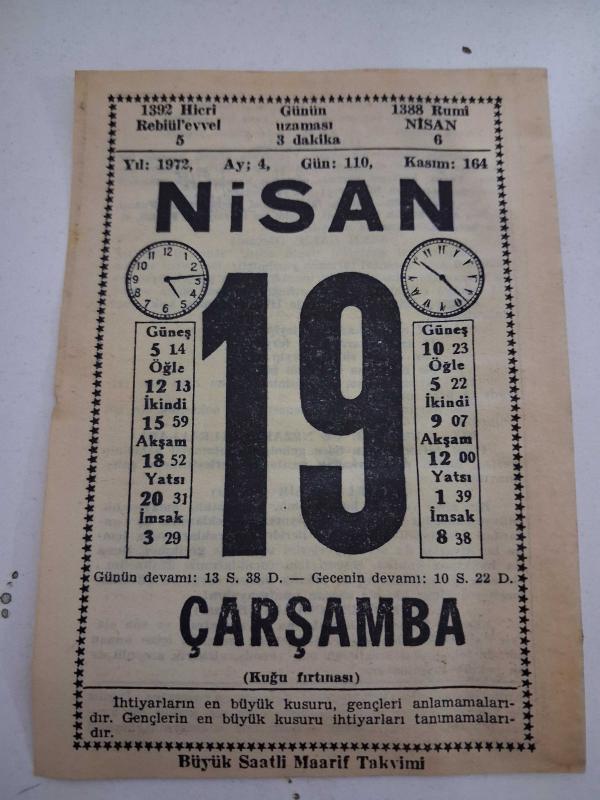 1392 Hicri Günün 1388 Rumî
Rebiül'evvel uzaması NİSAN
5 3 dakika 6
Yıl: 1972, Ay; 4, Gün: 110, Kasım: 164
NiSAN
19
Güneş
5 14
Öğle
12 13
İkindi
15 59
Akşam
18 52
Yatsı
20 31
İmsak
3 29
Güneş
10 23
Öğle
5 22
İkindi
9 07
Akşam
12 00
Yatsı
1 39
İmsak
8 38
Günün devamı: 13 S. 38 D. — Gecenin devamı: 10 S. 22 D.
ÇARŞAMBA
(Kuğu fırtınası)
İhtiyarların en büyük kusuru, gençleri anlamamaları-
dır. Gençlerin en büyük kusuru ihtiyarları tanımamaları-
dır.
Büyük Saatli Maarif Takvimi